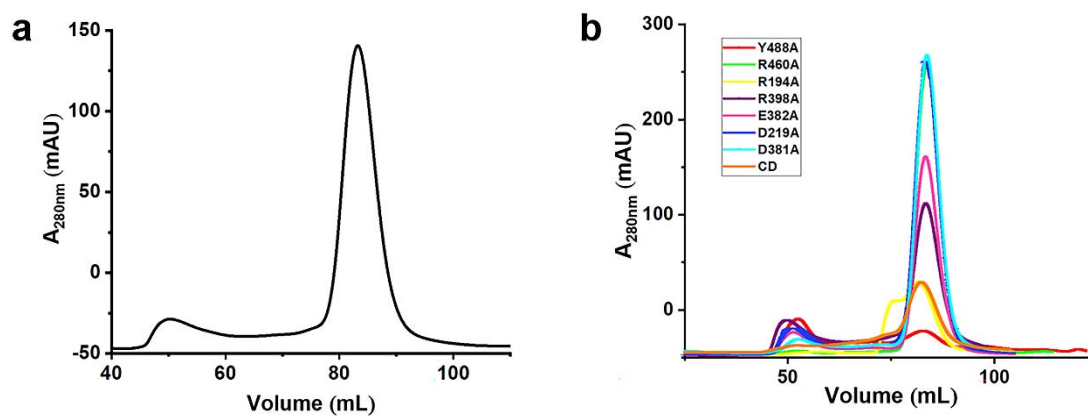 a
150
100
50
0
-50
A280nm (mAU)
40
60
80
100
Volume (mL)
b
300
200
100
0
A280nm (mAU)
Y488A
R460A
R194A
R398A
E382A
D219A
D381A
CD
50
100
Volume (mL)